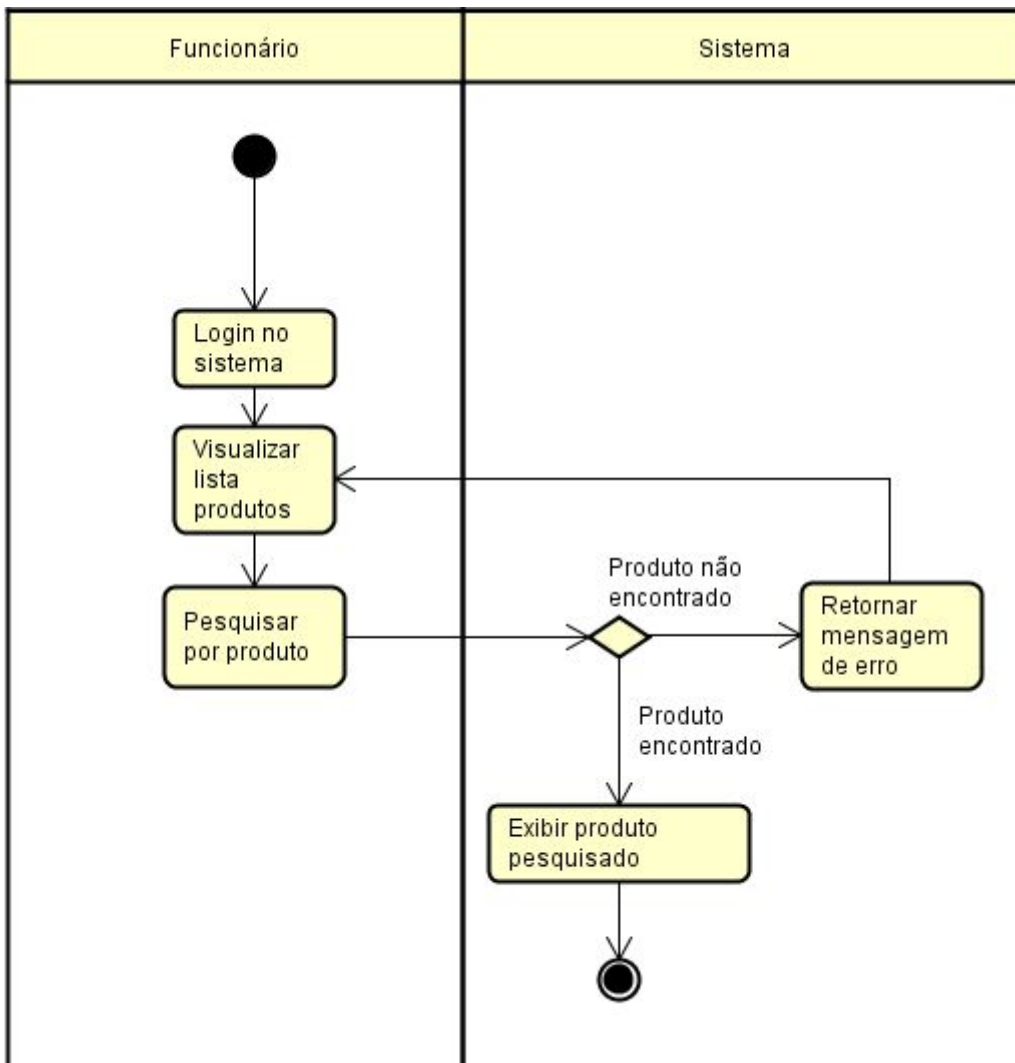 Funcionário
Sistema
Login no
sistema
Visualizar
lista
produtos
Pesquisar
por produto
Produto não
encontrado
Retornar
mensagem
de erro
Produto
encontrado
Exibir produto
pesquisado